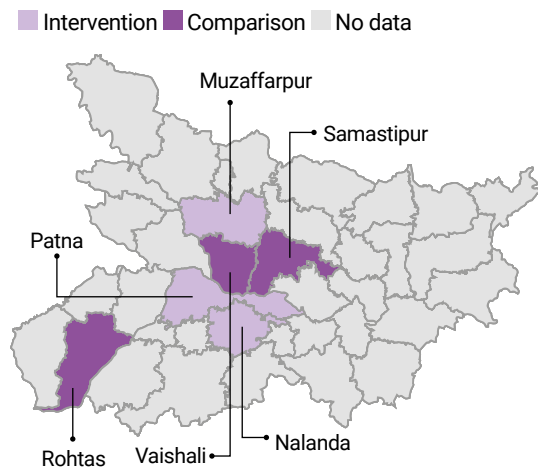 Intervention Comparison No data
Muzaffarpur
Samastipur
Patna
Nalanda
Vaishali
Rohtas